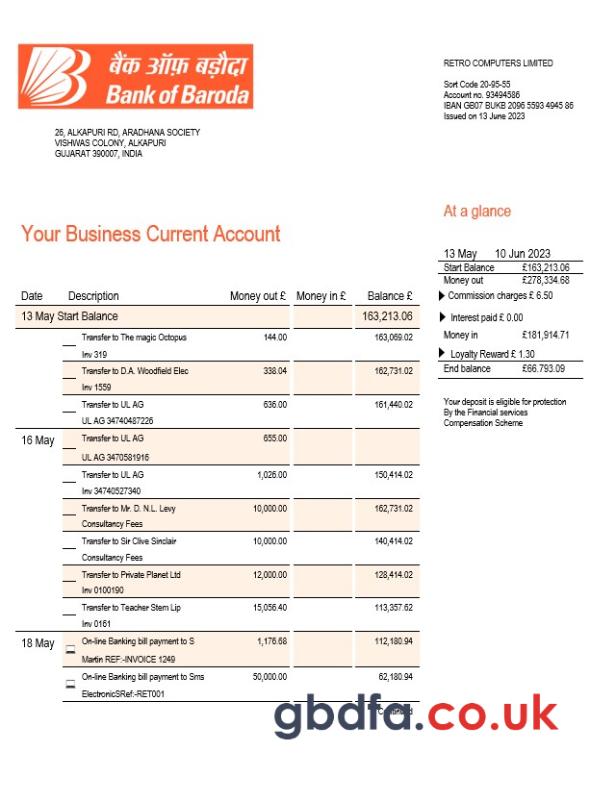 बैंक ऑफ़ बड़ौदा
Bank of Baroda
26, ALKAPURI RD, ARADHANA SOCIETY
VISHWAS COLONY, ALKAPURI
GUJARAT 390007, INDIA
RETRO COMPUTERS LIMITED
Sort Code 20-95-55
Account no. 93494586
IBAN GB07 BUKB 2096 5593 4945 86
Issued on 13 June 2023
Your Business Current Account
At a glance
13 May 10 Jun 2023
Start Balance £163,213.06
Money out £278,334.68
Commission charges £ 6.50
Interest paid £ 0.00
Money in £181,914.71
Loyalty Reward £ 1.30
End balance £66.793.09
Your deposit is eligible for protection
By the Financial services
Compensation Scheme
Date Description Money out £ Money in £ Balance £
13 May Start Balance 163,213.06
Transfer to The magic Octopus 144.00 163,069.02
Inv 319
Transfer to D.A. Woodfield Elec 338.04 162,731.02
Inv 1559
Transfer to UL AG 636.00 161,440.02
UL AG 34740487226
16 May Transfer to UL AG 655.00
UL AG 3470581916
Transfer to UL AG 1,026.00 150,414.02
Inv 34740527340
Transfer to Mr. D. N.L. Levy 10,000.00 162,731.02
Consultancy Fees
Transfer to Sir Clive Sinclair 10,000.00 140,414.02
Consultancy Fees
Transfer to Private Planet Ltd 12,000.00 128,414.02
Inv 0100190
Transfer to Teacher Stem Lip 15,056.40 113,357.62
Inv 0161
18 May On-line Banking bill payment to S 1,176.68 112,180.94
Martin REF:-INVOICE 1249
On-line Banking bill payment to Sms 50,000.00 62,180.94
ElectronicSRef:-RET001
gbdfa.co.uk